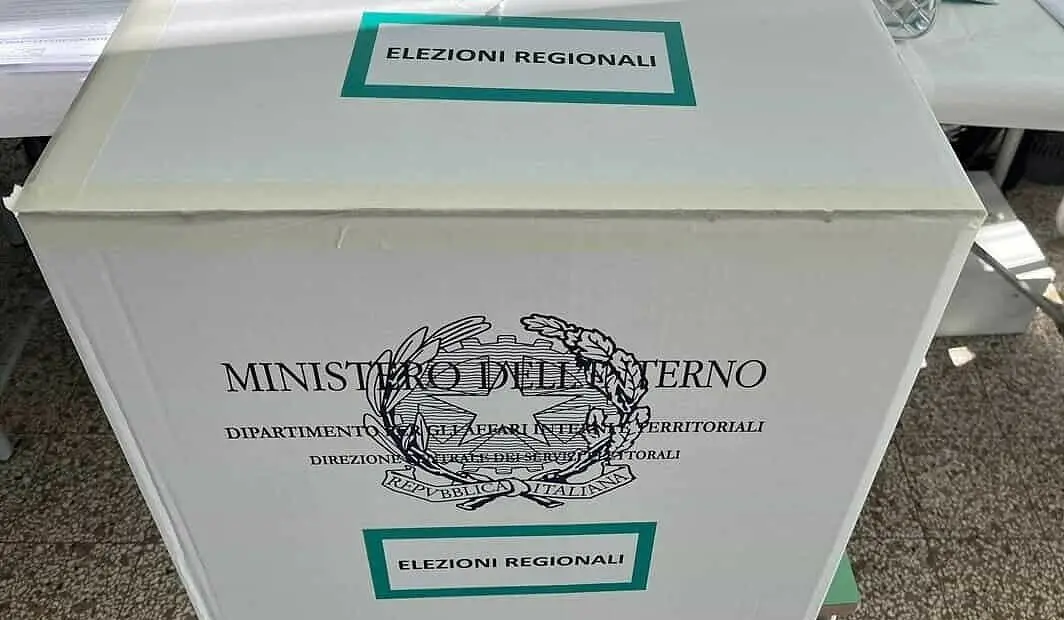 ELEZIONI REGIONALI
MINISTERO DELL'INTERNO
DIPARTIMENTO PER GLI AFFARI INTERNI E TERRITORIALI
DIREZIONE CENTRALE DEI SERVIZI ELETTORALI
REPVBBLICA ITALIANA
ELEZIONI REGIONALI